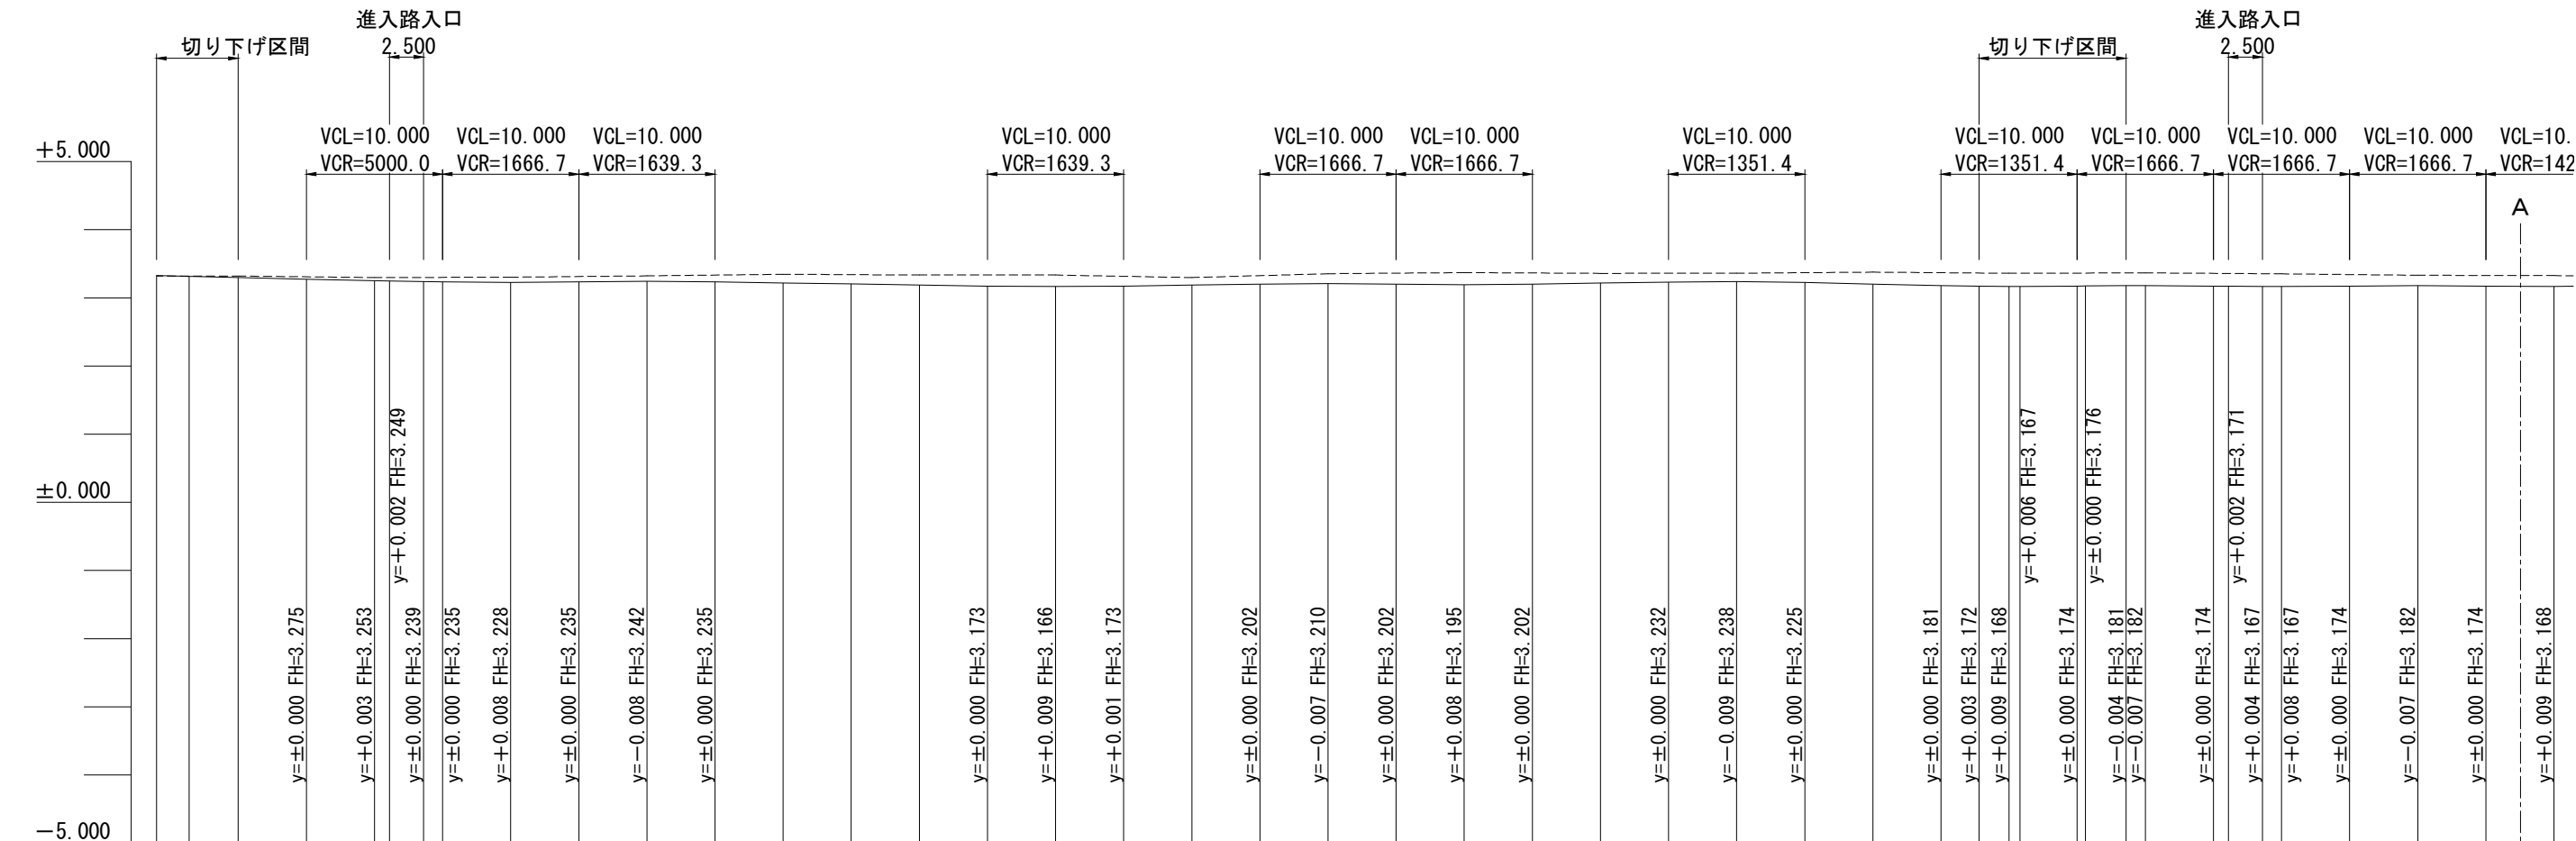 進入路入口
2.500
切り下げ区間
進入路入口
2.500
切り下げ区間
VCL=10.000
VCR=5000.0
VCL=10.000
VCR=1666.7
VCL=10.000
VCR=1639.3
VCL=10.000
VCR=1639.3
VCL=10.000
VCR=1666.7
VCL=10.000
VCR=1666.7
VCL=10.000
VCR=1351.4
VCL=10.000
VCR=1351.4
VCL=10.000
VCR=1666.7
VCL=10.000
VCR=1666.7
VCL=10.000
VCR=1666.7
VCL=10.
VCR=142
A
+5.000
±0.000
−5.000
y=±0.000 FH=3.275
y=+0.003 FH=3.253
y=+0.002 FH=3.249
y=±0.000 FH=3.239
y=±0.000 FH=3.235
y=+0.008 FH=3.228
y=±0.000 FH=3.235
y=−0.008 FH=3.242
y=±0.000 FH=3.235
y=±0.000 FH=3.173
y=+0.009 FH=3.166
y=+0.001 FH=3.173
y=±0.000 FH=3.202
y=−0.007 FH=3.210
y=±0.000 FH=3.202
y=+0.008 FH=3.195
y=±0.000 FH=3.202
y=±0.000 FH=3.232
y=−0.009 FH=3.238
y=±0.000 FH=3.225
y=±0.000 FH=3.181
y=+0.003 FH=3.172
y=+0.009 FH=3.168
y=+0.006 FH=3.167
y=±0.000 FH=3.174
y=±0.000 FH=3.176
y=−0.004 FH=3.181
y=−0.007 FH=3.182
y=±0.000 FH=3.174
y=+0.002 FH=3.171
y=+0.004 FH=3.167
y=+0.008 FH=3.167
y=±0.000 FH=3.174
y=−0.007 FH=3.182
y=±0.000 FH=3.174
y=+0.009 FH=3.168